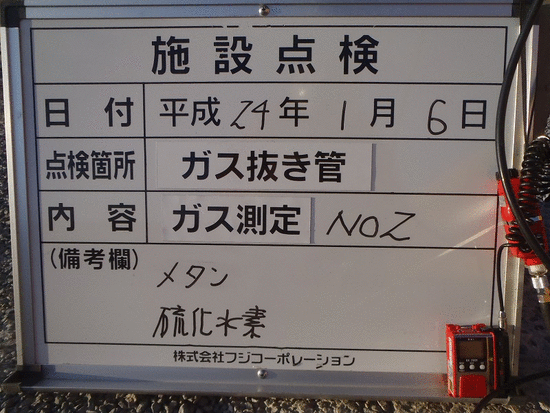 施設点検
日付 平成24年1月6日
点検箇所 ガス抜き管
内容 ガス測定 NO2
(備考欄)
メタン
硫化水素
株式会社フジコーポレーション